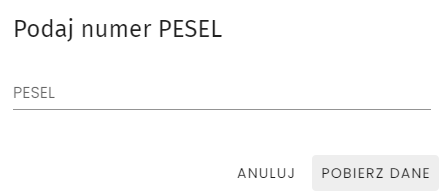 Podaj numer PESEL
PESEL
ANULUJ POBIERZ DANE